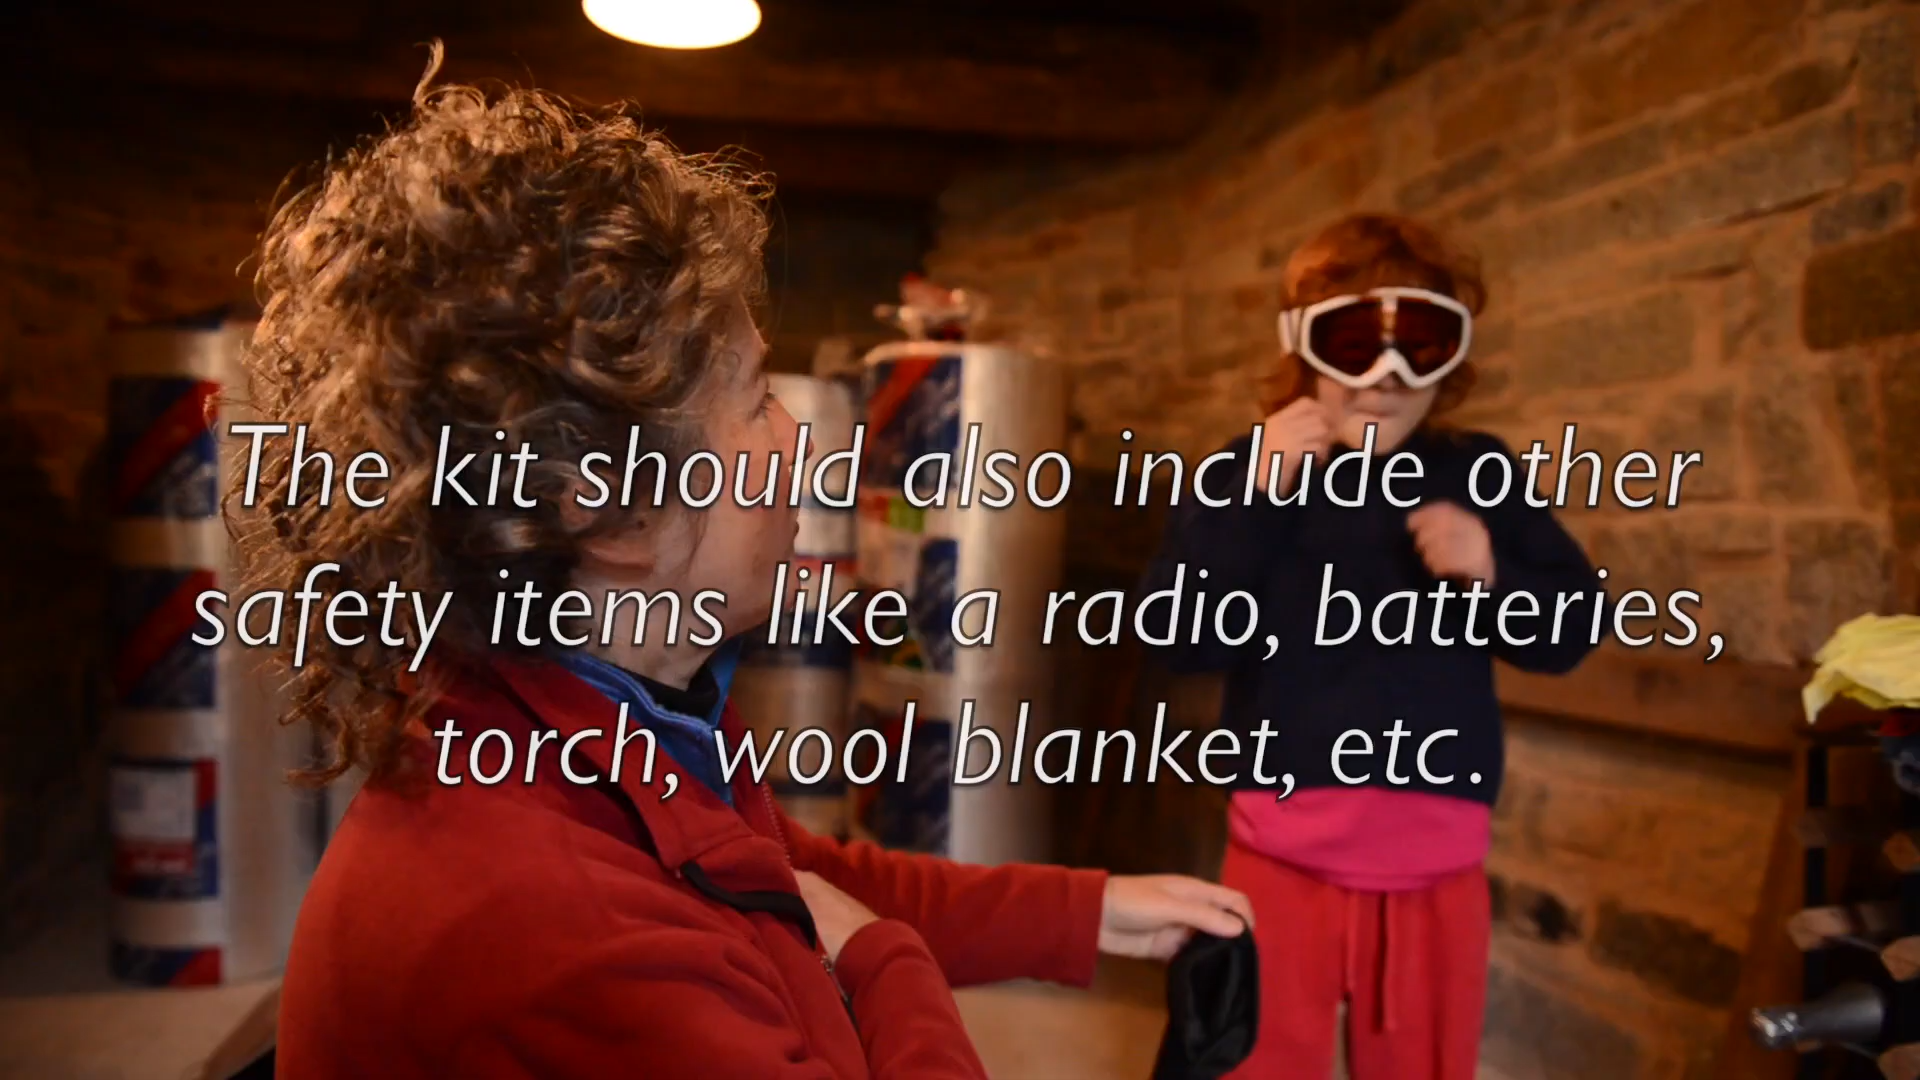 The kit should also include other
safety items like a radio, batteries,
torch, wool blanket, etc.